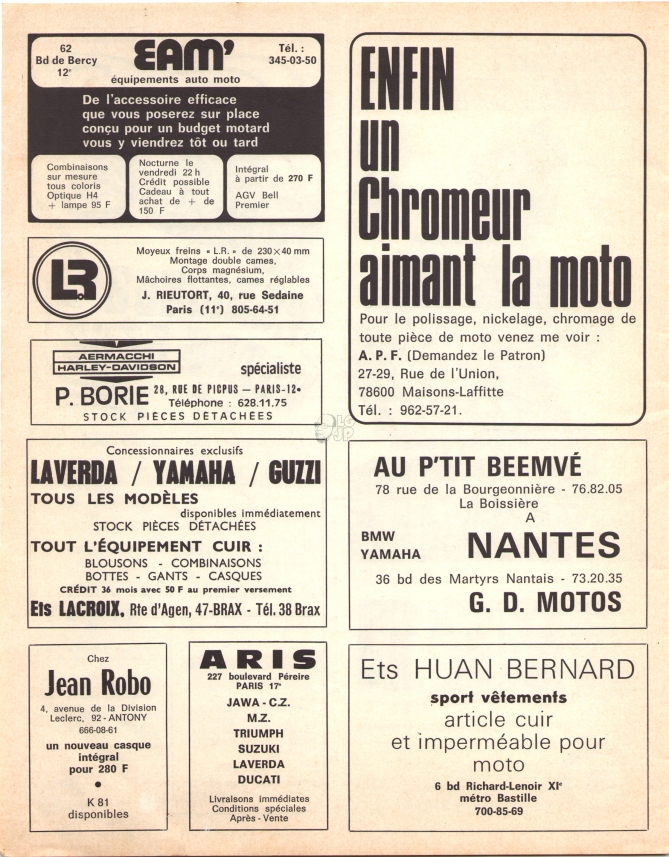 62
Bd de Bercy
12e
EAM'
équipements auto moto
Tél. :
345-03-50
De l'accessoire efficace
que vous poserez sur place
conçu pour un budget motard
vous y viendrez tôt ou tard
Combinaisons
sur mesure
tous coloris
Optique H4
+ lampe 95 F
Nocturne le
vendredi 22 h
Crédit possible
Cadeau à tout
achat de + de
150 F
Intégral
à partir de 270 F
AGV Bell
Premier
L.R.
Moyeux freins « L.R. » de 230×40 mm
Montage double cames,
Corps magnésium,
Mâchoires flottantes, cames réglables
J. RIEUTORT, 40, rue Sedaine
Paris (11e) 805-64-51
AERMACCHI
HARLEY-DAVIDSON
spécialiste
P. BORIE 28, RUE DE PICPUS — PARIS-12e
Téléphone : 628.11.75
STOCK PIÈCES DÉTACHÉES
Concessionnaires exclusifs
LAVERDA / YAMAHA / GUZZI
TOUS LES MODÈLES
disponibles immédiatement
STOCK PIÈCES DÉTACHÉES
TOUT L'ÉQUIPEMENT CUIR :
BLOUSONS - COMBINAISONS
BOTTES - GANTS - CASQUES
CRÉDIT 36 mois avec 50 F au premier versement
Ets LACROIX, Rte d'Agen, 47-BRAX - Tél. 38 Brax
Chez
Jean Robo
4, avenue de la Division
Leclerc, 92 - ANTONY
666-08-61
un nouveau casque
intégral
pour 280 F
●
K 81
disponibles
ARIS
227 boulevard Péreire
PARIS 17e
JAWA - C.Z.
M.Z.
TRIUMPH
SUZUKI
LAVERDA
DUCATI
Livraisons immédiates
Conditions spéciales
Après - Vente
ENFIN
un
Chromeur
aimant la moto
Pour le polissage, nickelage, chromage de
toute pièce de moto venez me voir :
A. P. F. (Demandez le Patron)
27-29, Rue de l'Union,
78600 Maisons-Laffitte
Tél. : 962-57-21.
LG
JP
AU P'TIT BEEMVÉ
78 rue de la Bourgeonnière - 76.82.05
La Boissière
A
BMW
YAMAHA
NANTES
36 bd des Martyrs Nantais - 73.20.35
G. D. MOTOS
Ets HUAN BERNARD
sport vêtements
article cuir
et imperméable pour
moto
6 bd Richard-Lenoir XIe
métro Bastille
700-85-69